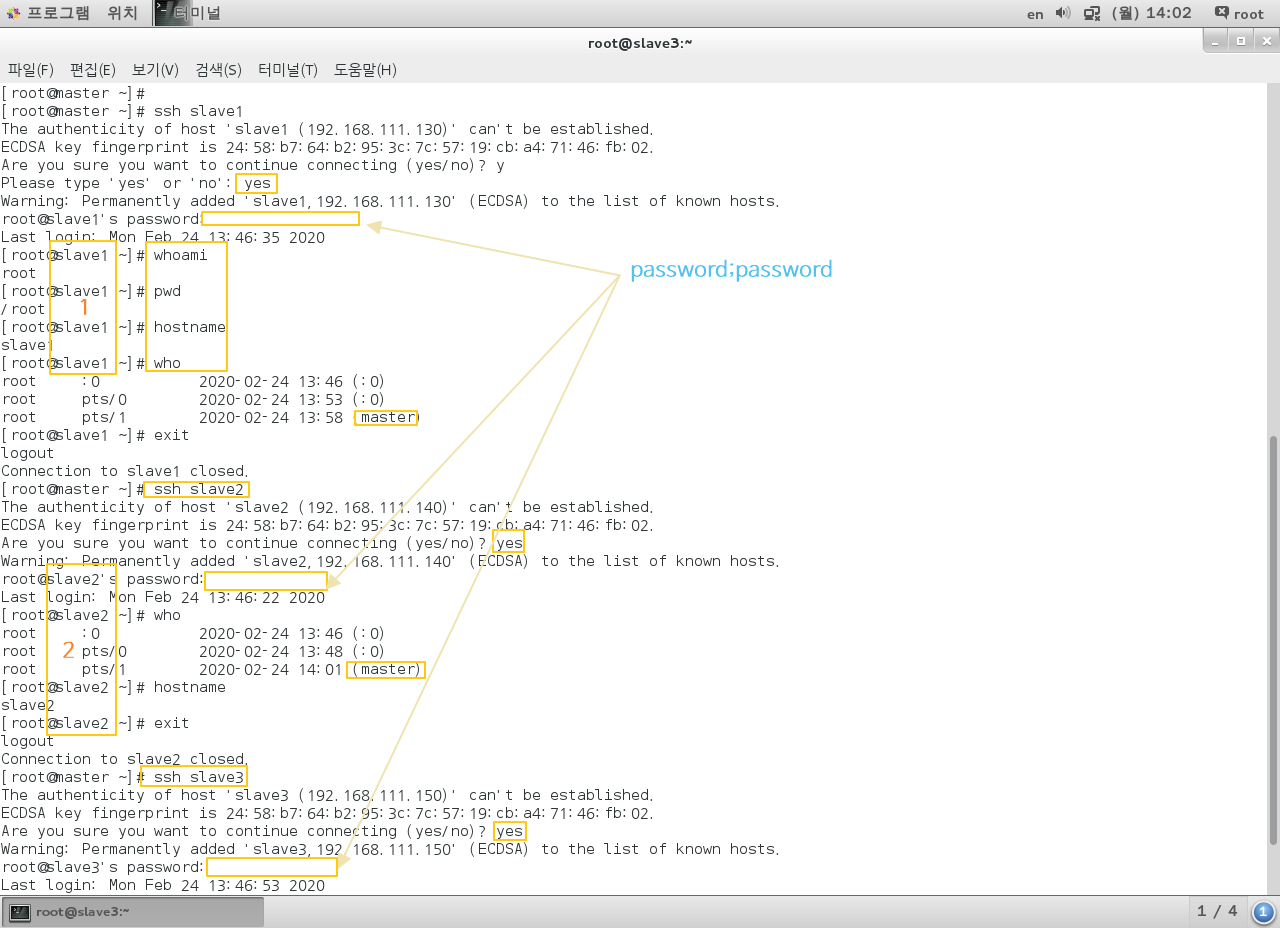 프로그램 위치 터미널 en (월) 14:02 root
root@slave3:~
파일(F) 편집(E) 보기(V) 검색(S) 터미널(T) 도움말(H)
[root@master ~]#
[root@master ~]# ssh slave1
The authenticity of host 'slave1 (192.168.111.130)' can't be established.
ECDSA key fingerprint is 24:58:b7:64:b2:95:3c:7c:57:19:cb:a4:71:46:fb:02.
Are you sure you want to continue connecting (yes/no)? y
Please type 'yes' or 'no': yes
Warning: Permanently added 'slave1,192.168.111.130' (ECDSA) to the list of known hosts.
root@slave1's password:
Last login: Mon Feb 24 13:46:35 2020
[root@slave1 ~]# whoami
root
password;password
[root@slave1 ~]# pwd
/root
1
[root@slave1 ~]# hostname
slave1
[root@slave1 ~]# who
root :0 2020-02-24 13:46 (:0)
root pts/0 2020-02-24 13:53 (:0)
root pts/1 2020-02-24 13:58 (master)
[root@slave1 ~]# exit
logout
Connection to slave1 closed.
[root@master ~]# ssh slave2
The authenticity of host 'slave2 (192.168.111.140)' can't be established.
ECDSA key fingerprint is 24:58:b7:64:b2:95:3c:7c:57:19:cb:a4:71:46:fb:02.
Are you sure you want to continue connecting (yes/no)? yes
Warning: Permanently added 'slave2,192.168.111.140' (ECDSA) to the list of known hosts.
root@slave2's password:
Last login: Mon Feb 24 13:46:22 2020
[root@slave2 ~]# who
root :0 2020-02-24 13:46 (:0)
root pts/0 2020-02-24 13:48 (:0)
2
root pts/1 2020-02-24 14:01 (master)
[root@slave2 ~]# hostname
slave2
[root@slave2 ~]# exit
logout
Connection to slave2 closed.
[root@master ~]# ssh slave3
The authenticity of host 'slave3 (192.168.111.150)' can't be established.
ECDSA key fingerprint is 24:58:b7:64:b2:95:3c:7c:57:19:cb:a4:71:46:fb:02.
Are you sure you want to continue connecting (yes/no)? yes
Warning: Permanently added 'slave3,192.168.111.150' (ECDSA) to the list of known hosts.
root@slave3's password:
Last login: Mon Feb 24 13:46:53 2020
root@slave3:~ 1 / 4 1